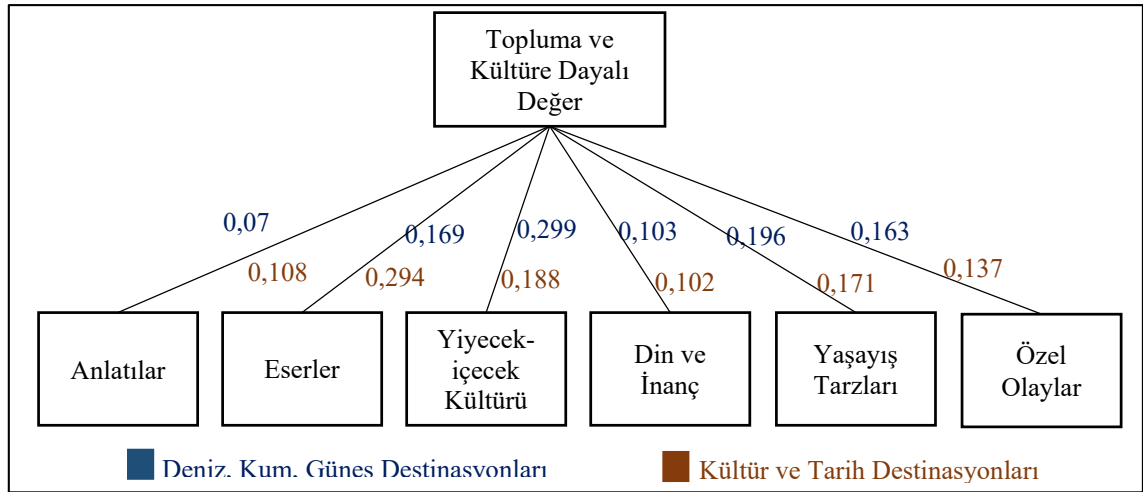 Topluma ve
Kültüre Dayalı
Değer
0,07
0,169
0,299
0,103
0,196
0,163
0,108
0,294
0,188
0,102
0,171
0,137
Anlatılar
Eserler
Yiyecek-
içecek
Kültürü
Din ve
İnanç
Yaşayış
Tarzları
Özel
Olaylar
Deniz, Kum, Güneş Destinasyonları
Kültür ve Tarih Destinasyonları